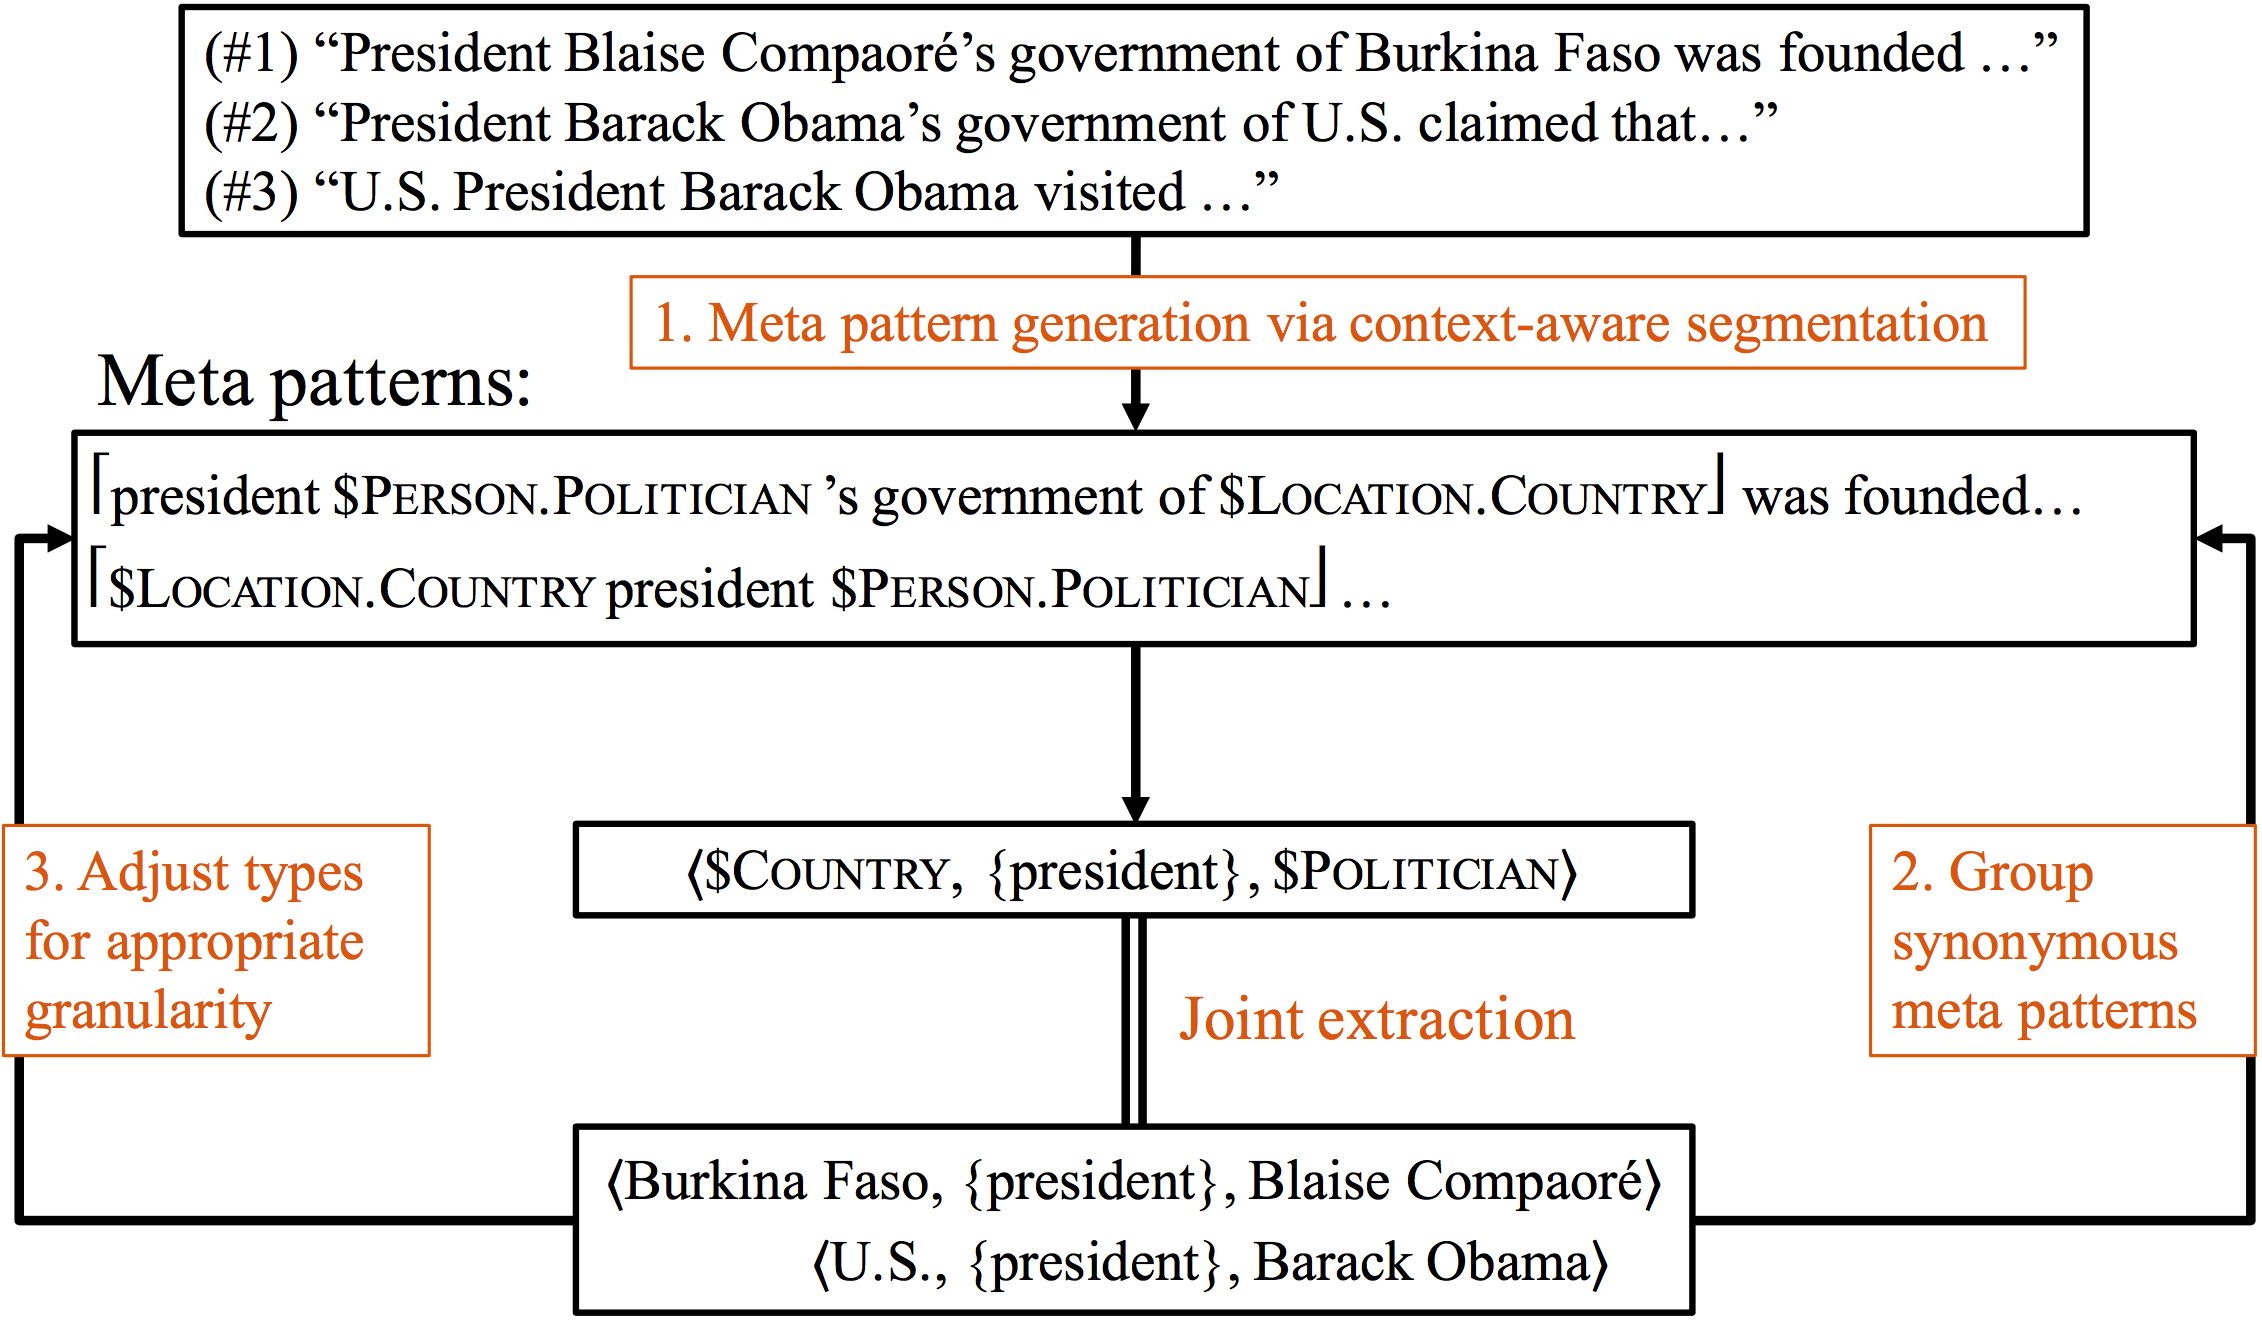 (#1) “President Blaise Compaoré’s government of Burkina Faso was founded …”
(#2) “President Barack Obama’s government of U.S. claimed that…”
(#3) “U.S. President Barack Obama visited …”
1. Meta pattern generation via context-aware segmentation
Meta patterns:
⌈president $PERSON.POLITICIAN ’s government of $LOCATION.COUNTRY⌋ was founded…
⌈$LOCATION.COUNTRY president $PERSON.POLITICIAN⌋ …
⟨$COUNTRY, {president}, $POLITICIAN⟩
3. Adjust types
for appropriate
granularity
2. Group
synonymous
meta patterns
Joint extraction
⟨Burkina Faso, {president}, Blaise Compaoré⟩
⟨U.S., {president}, Barack Obama⟩